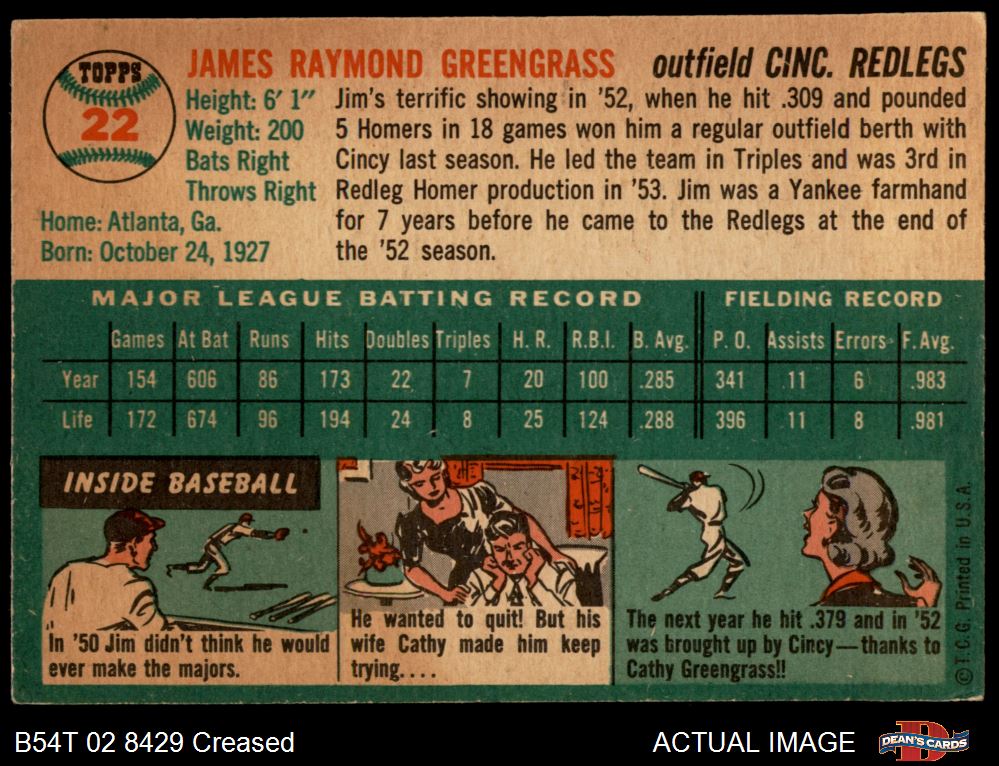 TOPPS
22
JAMES RAYMOND GREENGRASS outfield CINC. REDLEGS
Height: 6' 1"
Weight: 200
Bats Right
Throws Right
Home: Atlanta, Ga.
Born: October 24, 1927
Jim's terrific showing in '52, when he hit .309 and pounded
5 Homers in 18 games won him a regular outfield berth with
Cincy last season. He led the team in Triples and was 3rd in
Redleg Homer production in '53. Jim was a Yankee farmhand
for 7 years before he came to the Redlegs at the end of
the '52 season.
MAJOR LEAGUE BATTING RECORD FIELDING RECORD
Games At Bat Runs Hits Doubles Triples H. R. R.B.I. B. Avg. P. O. Assists Errors F. Avg.
Year 154 606 86 173 22 7 20 100 .285 341 11 6 .983
Life 172 674 96 194 24 8 25 124 .288 396 11 8 .981
INSIDE BASEBALL
In '50 Jim didn't think he would
ever make the majors.
He wanted to quit! But his
wife Cathy made him keep
trying....
The next year he hit .379 and in '52
was brought up by Cincy—thanks to
Cathy Greengrass!!
© T.C.G. Printed in U.S.A.
B54T 02 8429 Creased
ACTUAL IMAGE
D
DEAN'S CARDS